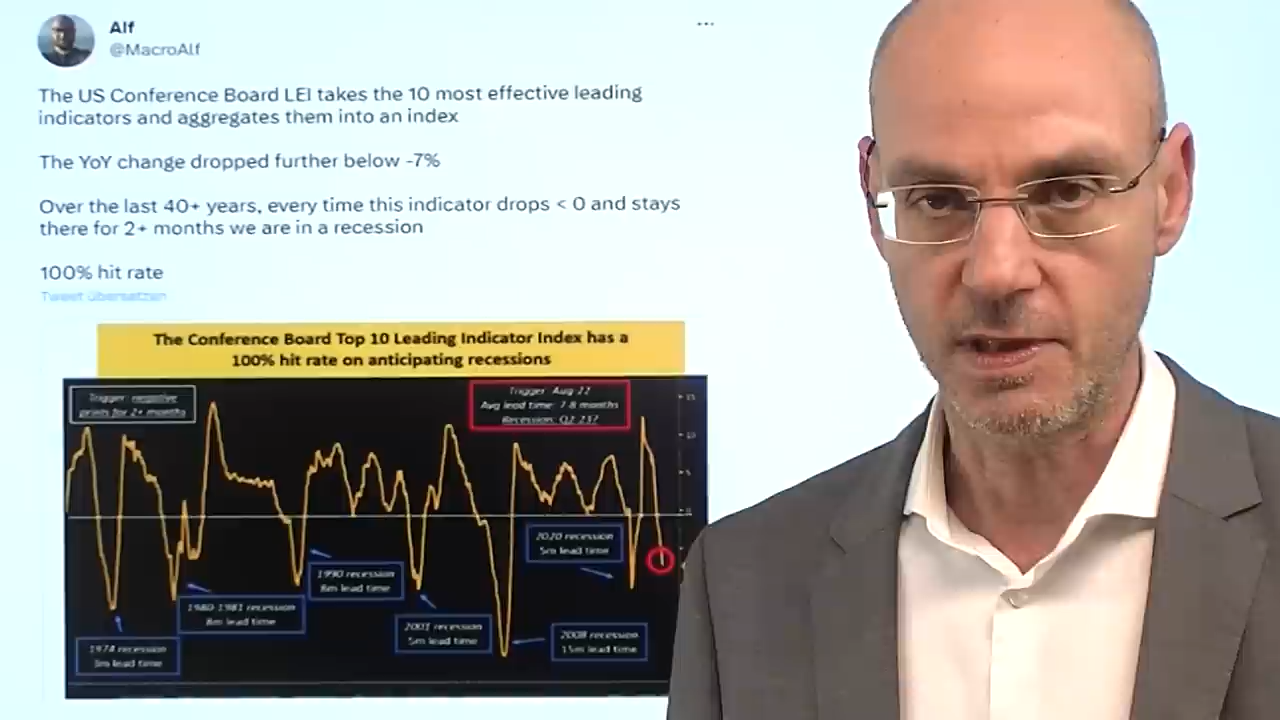 Alf
@MacroAlf
The US Conference Board LEI takes the 10 most effective leading
indicators and aggregates them into an index
The YoY change dropped further below -7%
Over the last 40+ years, every time this indicator drops < 0 and stays
there for 2+ months we are in a recession
100% hit rate
Tweet übersetzen
The Conference Board Top 10 Leading Indicator Index has a
100% hit rate on anticipating recessions
Trigger: negative
prints for 2+ months
Trigger: Aug 22
Avg lead time: 7.8 months
Recession: Q2 23?
15
10
5
0
2020 recession
5m lead time
1990 recession
8m lead time
1980-1981 recession
8m lead time
2001 recession
5m lead time
2008 recession
15m lead time
1974 recession
3m lead time